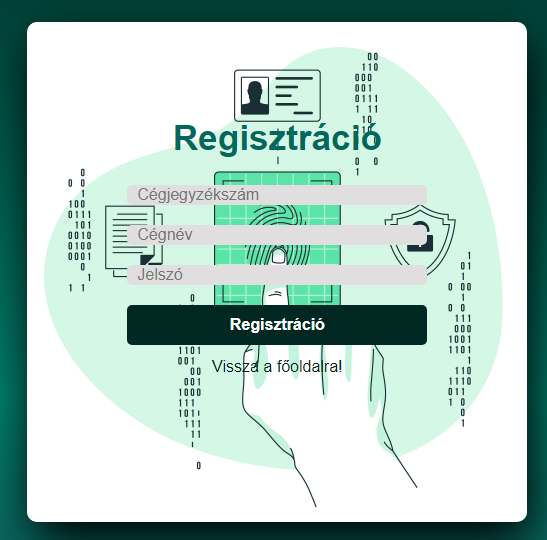 Regisztráció
Cégjegyzékszám
Cégnév
Jelszó
Regisztráció
Vissza a főoldalra!